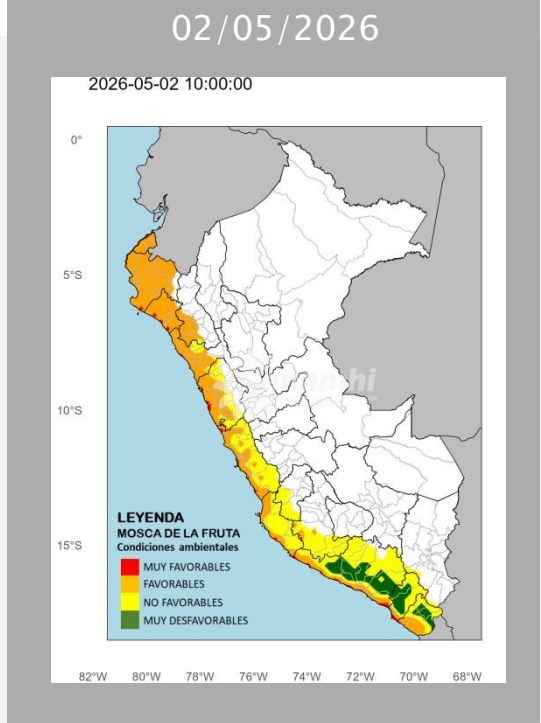 02/05/2026
2026-05-02 10:00:00
0°
5°S
10°S
15°S
LEYENDA
MOSCA DE LA FRUTA
Condiciones ambientales
MUY FAVORABLES
FAVORABLES
NO FAVORABLES
MUY DESFAVORABLES
82°W 80°W 78°W 76°W 74°W 72°W 70°W 68°W